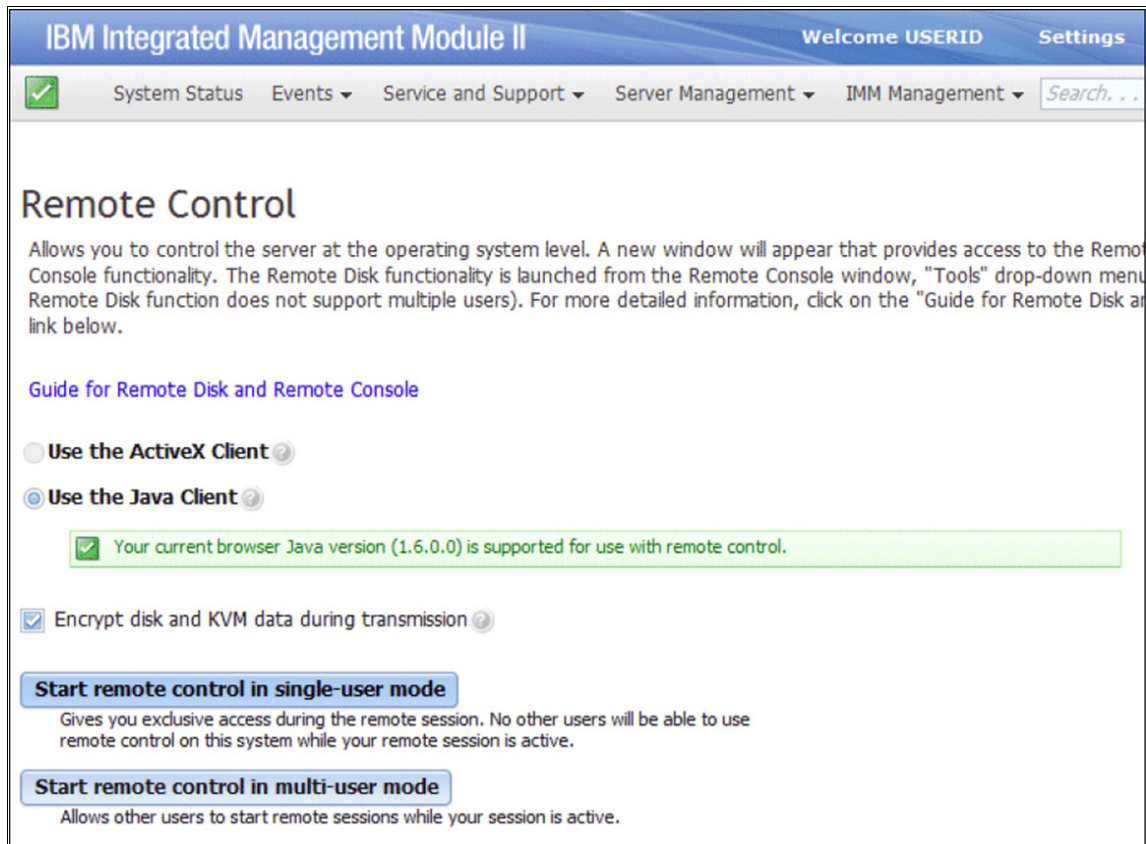 IBM Integrated Management Module II
Welcome USERID
Settings
System Status
Events
Service and Support
Server Management
IMM Management
Search. . .
Remote Control
Allows you to control the server at the operating system level. A new window will appear that provides access to the Remot
Console functionality. The Remote Disk functionality is launched from the Remote Console window, "Tools" drop-down menu
Remote Disk function does not support multiple users). For more detailed information, click on the "Guide for Remote Disk an
link below.
Guide for Remote Disk and Remote Console
Use the ActiveX Client
Use the Java Client
Your current browser Java version (1.6.0.0) is supported for use with remote control.
Encrypt disk and KVM data during transmission
Start remote control in single-user mode
Gives you exclusive access during the remote session. No other users will be able to use
remote control on this system while your remote session is active.
Start remote control in multi-user mode
Allows other users to start remote sessions while your session is active.